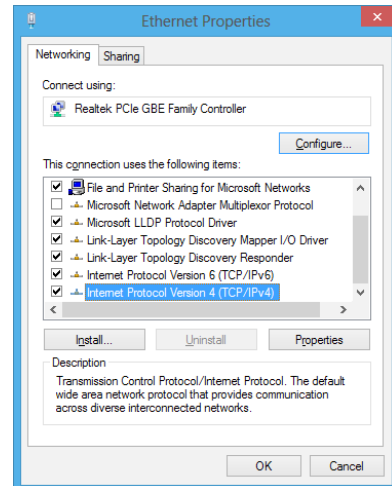 Ethernet Properties
Networking
Sharing
Connect using:
Realtek PCIe GBE Family Controller
Configure...
This connection uses the following items:
File and Printer Sharing for Microsoft Networks
Microsoft Network Adapter Multiplexor Protocol
Microsoft LLDP Protocol Driver
Link-Layer Topology Discovery Mapper I/O Driver
Link-Layer Topology Discovery Responder
Internet Protocol Version 6 (TCP/IPv6)
Internet Protocol Version 4 (TCP/IPv4)
Install...
Uninstall
Properties
Description
Transmission Control Protocol/Internet Protocol. The default
wide area network protocol that provides communication
across diverse interconnected networks.
OK
Cancel